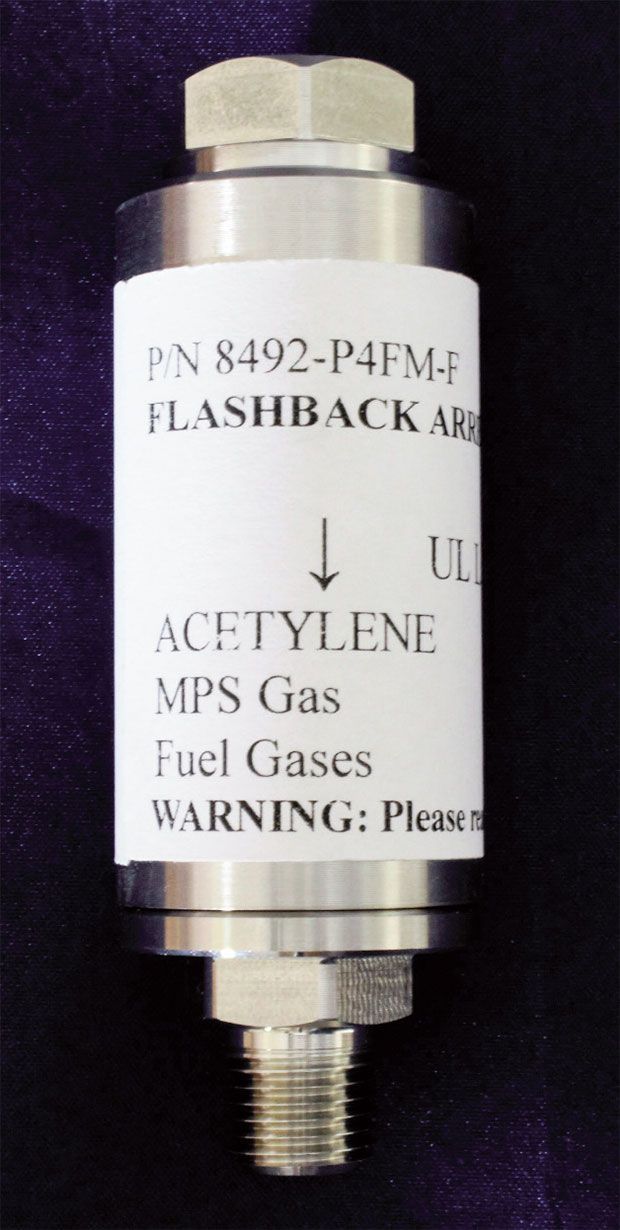 P/N 8492-P4FM-F
FLASHBACK
↓
UL
ACETYLENE
MPS Gas
Fuel Gases
WARNING: Please